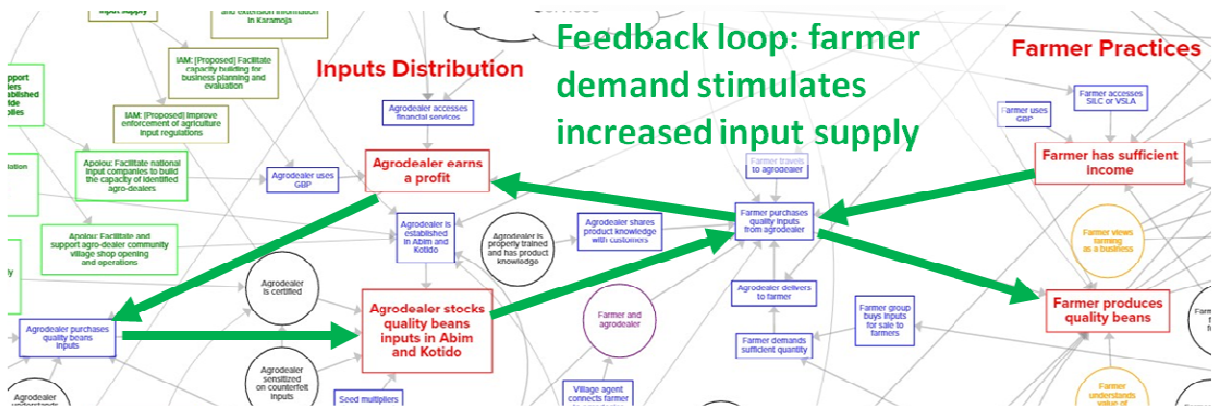 input supply
and extension information
in Karamoja
IAM: [Proposed] Facilitate
capacity building for
business planning and
evaluation
IAM: [Proposed] Improve
enforcement of agriculture
input regulations
Apolou: Facilitate national
input companies to build
the capacity of identified
agro-dealers
Apolou: Facilitate and
support agro-dealer community
village shop opening
and operations
Inputs Distribution
Agrodealer accesses
financial services
Agrodealer uses
GBP
Agrodealer earns
a profit
Agrodealer is
established
in Abim and
Kotido
Agrodealer is
properly trained
and has product
knowledge
Agrodealer shares
product knowledge
with customers
Agrodealer
is certified
Agrodealer stocks
quality beans
inputs in Abim
and Kotido
Agrodealer purchases
quality beans
inputs
Agrodealer
sensitized
on counterfeit
inputs
Agrodealer
Seed multipliers
Feedback loop: farmer
demand stimulates
increased input supply
Farmer travels
to agrodealer
Farmer purchases
quality inputs
from agrodealer
Agrodealer delivers
to farmer
Farmer and
agrodealer
Farmer demands
sufficient quantity
Farmer group
buys inputs
for sale to
farmers
Village agent
connects farmer
Farmer Practices
Farmer uses
GBP
Farmer accesses
SILC or VSLA
Farmer has sufficient
income
Farmer views
farming
as a business
Farmer produces
quality beans
Farmer
understands
value of